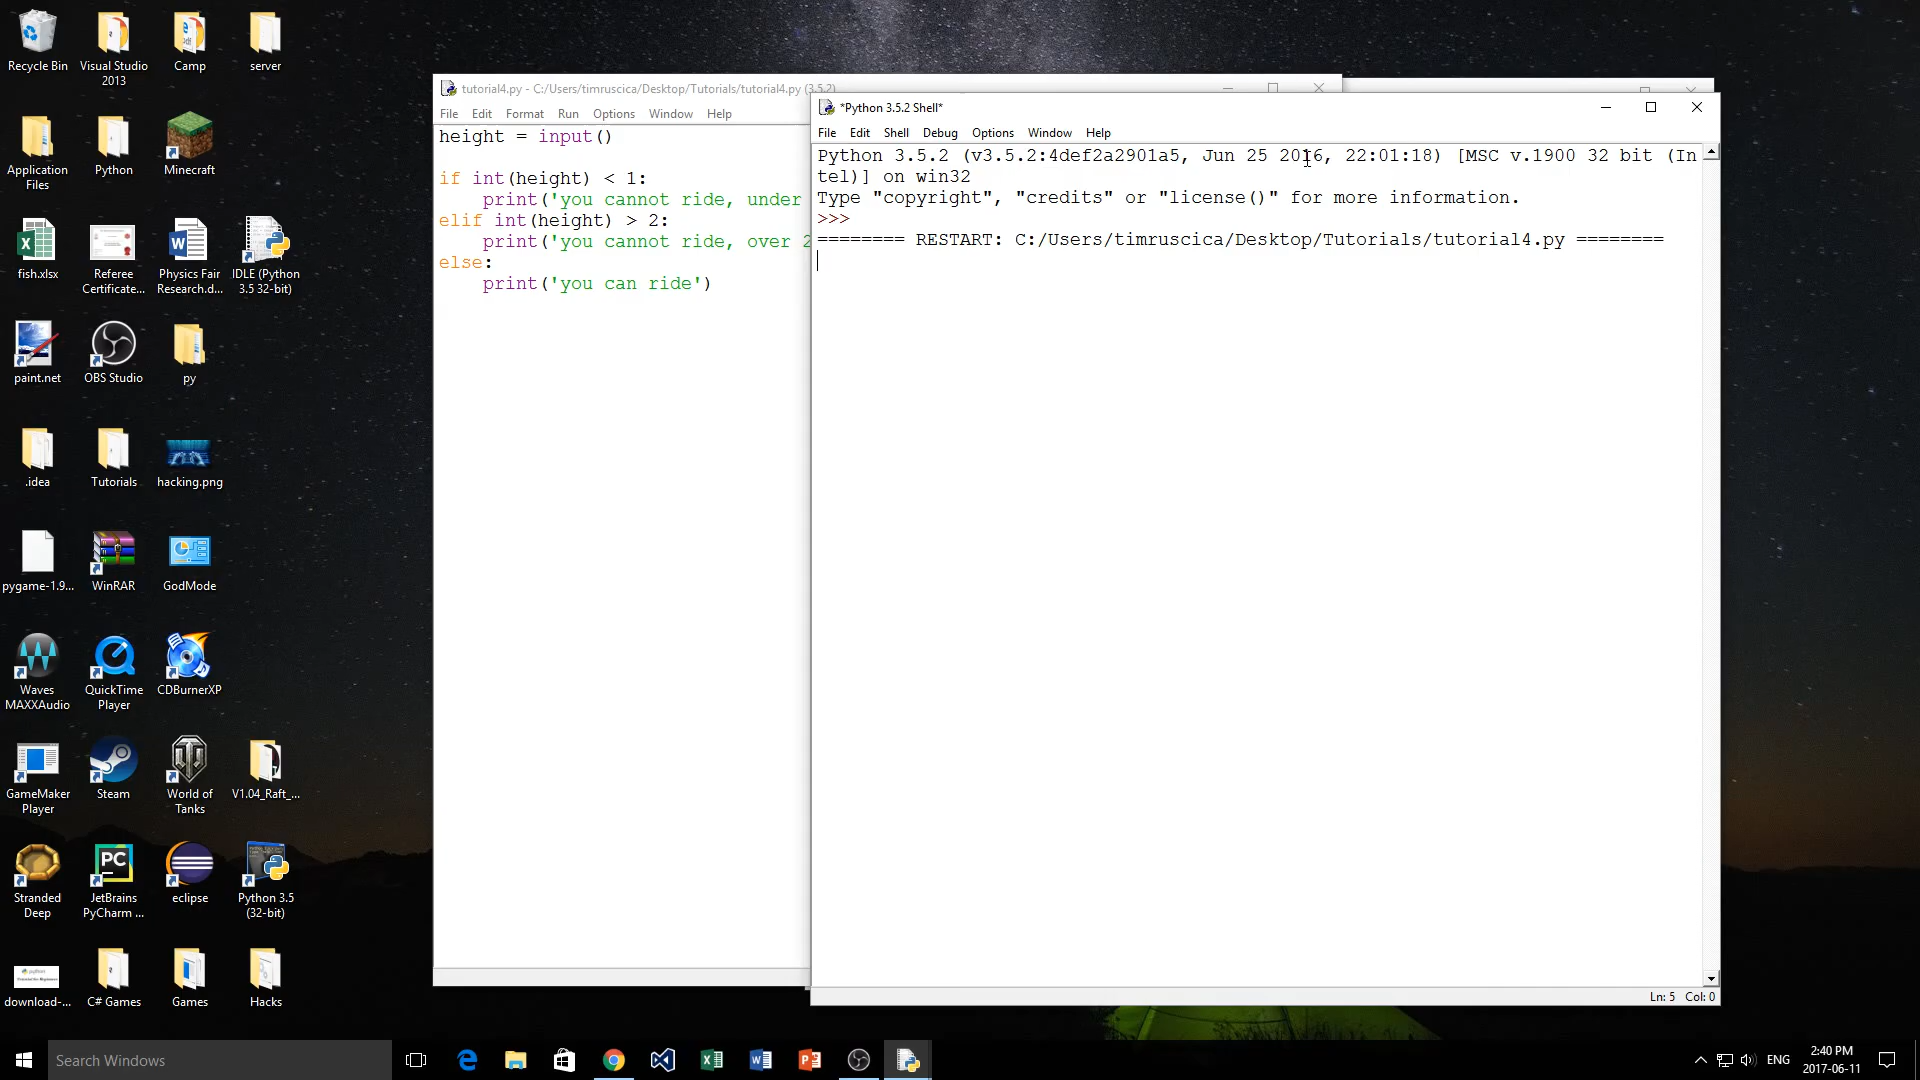 Recycle Bin
Visual Studio
2013
Camp
server
Application
Files
Python
Minecraft
fish.xlsx
Referee
Certificate...
Physics Fair
Research.d...
IDLE (Python
3.5 32-bit)
paint.net
OBS Studio
py
.idea
Tutorials
hacking.png
pygame-1.9...
WinRAR
GodMode
Waves
MAXXAudio
QuickTime
Player
CDBurnerXP
GameMaker
Player
Steam
World of
Tanks
V1.04_Raft_...
Stranded
Deep
JetBrains
PyCharm ...
eclipse
Python 3.5
(32-bit)
download-...
C# Games
Games
Hacks
tutorial4.py - C:/Users/timruscica/Desktop/Tutorials/tutorial4.py (3.5.2)
File Edit Format Run Options Window Help
height = input()
if int(height) < 1:
    print('you cannot ride, under
elif int(height) > 2:
    print('you cannot ride, over 2
else:
    print('you can ride')
*Python 3.5.2 Shell*
File Edit Shell Debug Options Window Help
Python 3.5.2 (v3.5.2:4def2a2901a5, Jun 25 2016, 22:01:18) [MSC v.1900 32 bit (In
tel)] on win32
Type "copyright", "credits" or "license()" for more information.
>>>
======== RESTART: C:/Users/timruscica/Desktop/Tutorials/tutorial4.py ========
Ln: 5 Col: 0
Search Windows
ENG
2:40 PM
2017-06-11